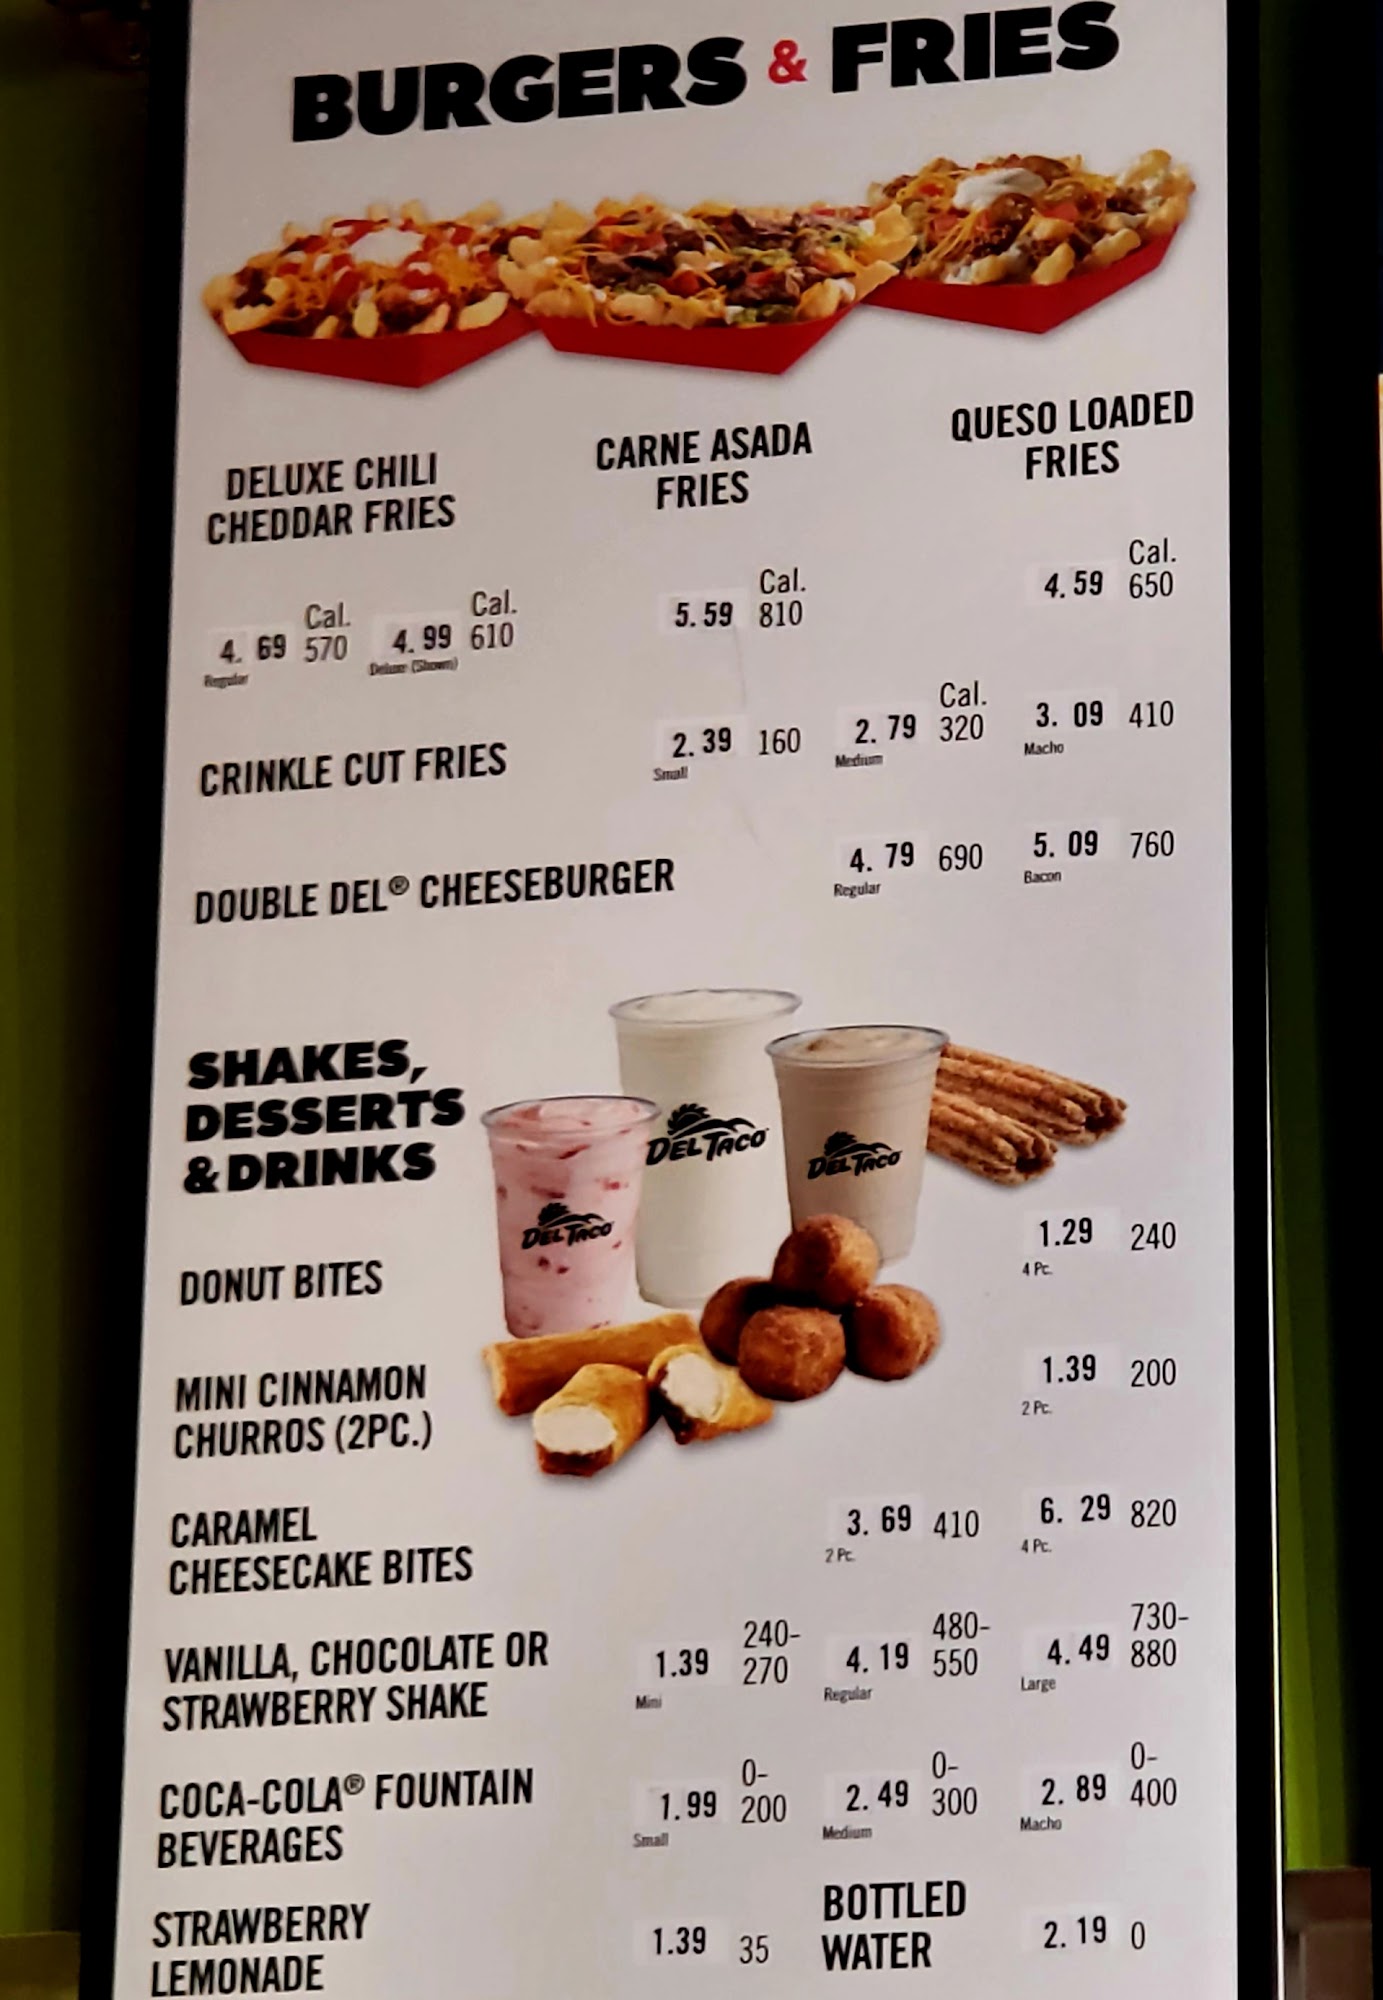 BURGERS & FRIES
DELUXE CHILI
CHEDDAR FRIES
Cal.
4. 69 570
Regular
Cal.
4. 99 610
Deluxe (Shown)
CARNE ASADA
FRIES
Cal.
5.59 810
QUESO LOADED
FRIES
Cal.
4.59 650
CRINKLE CUT FRIES
2.39 160
Small
Cal.
2. 79 320
Medium
3. 09 410
Macho
DOUBLE DEL® CHEESEBURGER
4. 79 690
Regular
5. 09 760
Bacon
SHAKES,
DESSERTS
& DRINKS
DEL TACO
DEL TACO
DEL TACO
DONUT BITES
1.29 240
4 Pc.
MINI CINNAMON
CHURROS (2PC.)
1.39 200
2 Pc.
CARAMEL
CHEESECAKE BITES
3. 69 410
2 Pc.
6. 29 820
4 Pc.
VANILLA, CHOCOLATE OR
STRAWBERRY SHAKE
240-
1.39 270
Mini
480-
4. 19 550
Regular
730-
4. 49 880
Large
COCA-COLA® FOUNTAIN
BEVERAGES
0-
1.99 200
Small
0-
2. 49 300
Medium
0-
2. 89 400
Macho
STRAWBERRY
LEMONADE
1.39 35
BOTTLED
WATER
2. 19 0